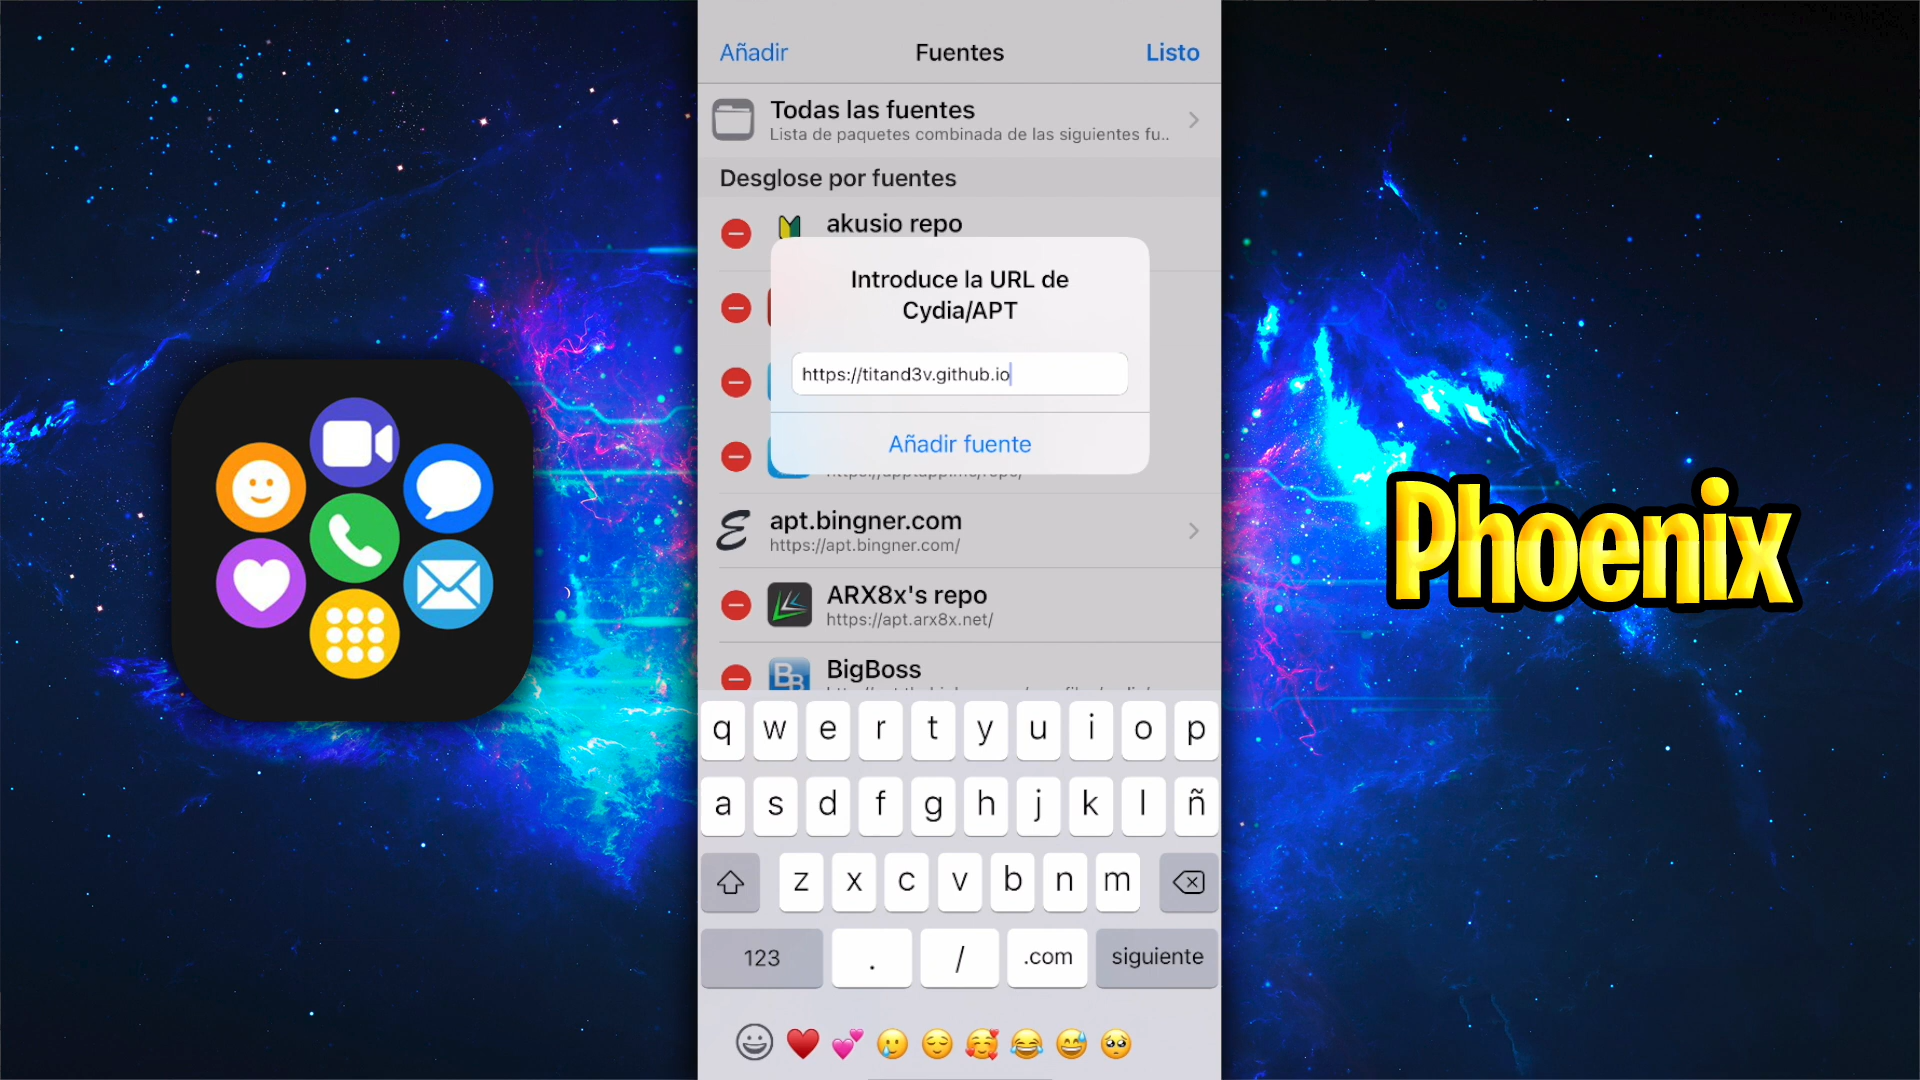 Añadir
Fuentes
Listo
Todas las fuentes
Lista de paquetes combinada de las siguientes fu..
Desglose por fuentes
akusio repo
Introduce la URL de
Cydia/APT
https://titand3v.github.io
Añadir fuente
apt.bingner.com
https://apt.bingner.com/
ARX8x's repo
https://apt.arx8x.net/
BigBoss
q w e r t y u i o p
a s d f g h j k l ñ
z x c v b n m
123 . / .com siguiente
Phoenix